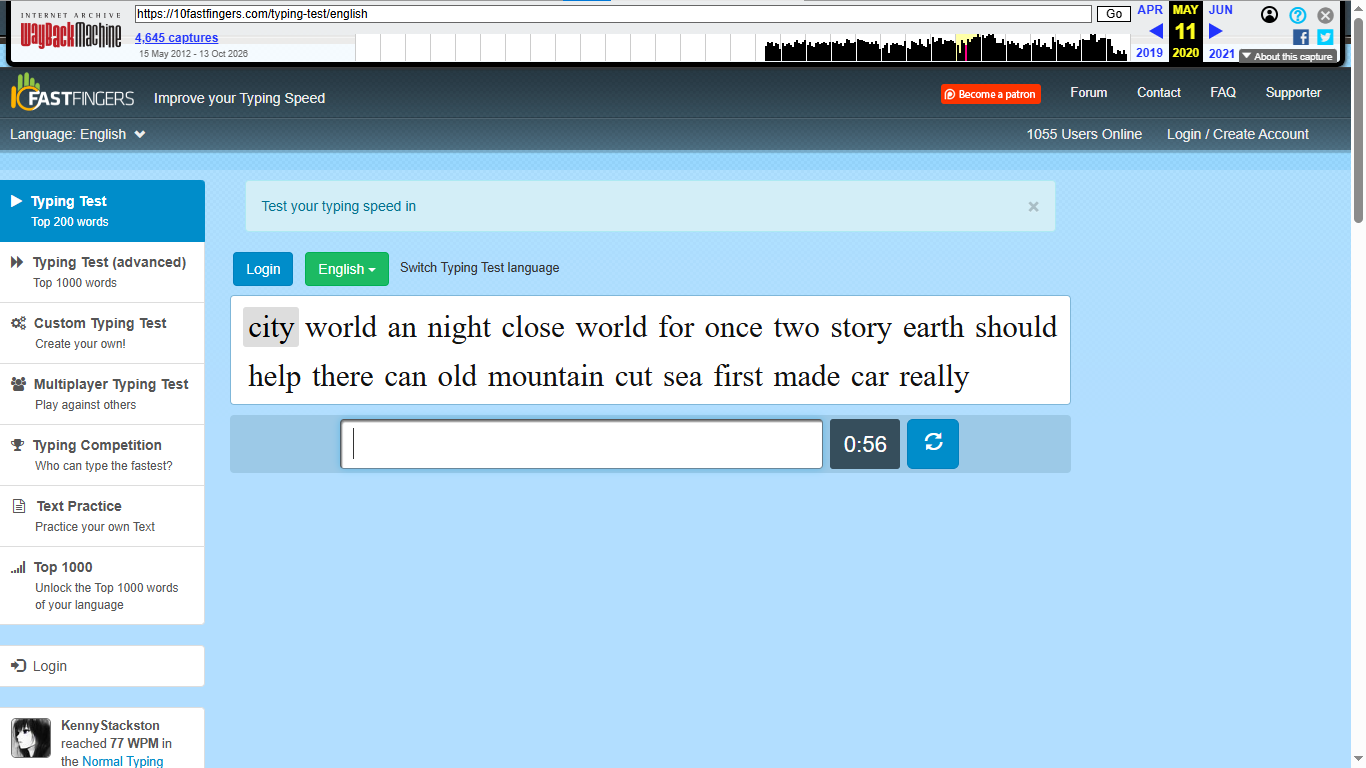 INTERNET ARCHIVE
WayBackMachine
https://10fastfingers.com/typing-test/english
Go
4,645 captures
15 May 2012 - 13 Oct 2026
APR MAY JUN
11
2019 2020 2021
About this capture
10FASTFINGERS Improve your Typing Speed
Become a patron Forum Contact FAQ Supporter
Language: English
1055 Users Online Login / Create Account
Typing Test
Top 200 words
Typing Test (advanced)
Top 1000 words
Custom Typing Test
Create your own!
Multiplayer Typing Test
Play against others
Typing Competition
Who can type the fastest?
Text Practice
Practice your own Text
Top 1000
Unlock the Top 1000 words
of your language
Login
KennyStackston
reached 77 WPM in
the Normal Typing
Test your typing speed in
×
Login English Switch Typing Test language
city world an night close world for once two story earth should
help there can old mountain cut sea first made car really
0:56